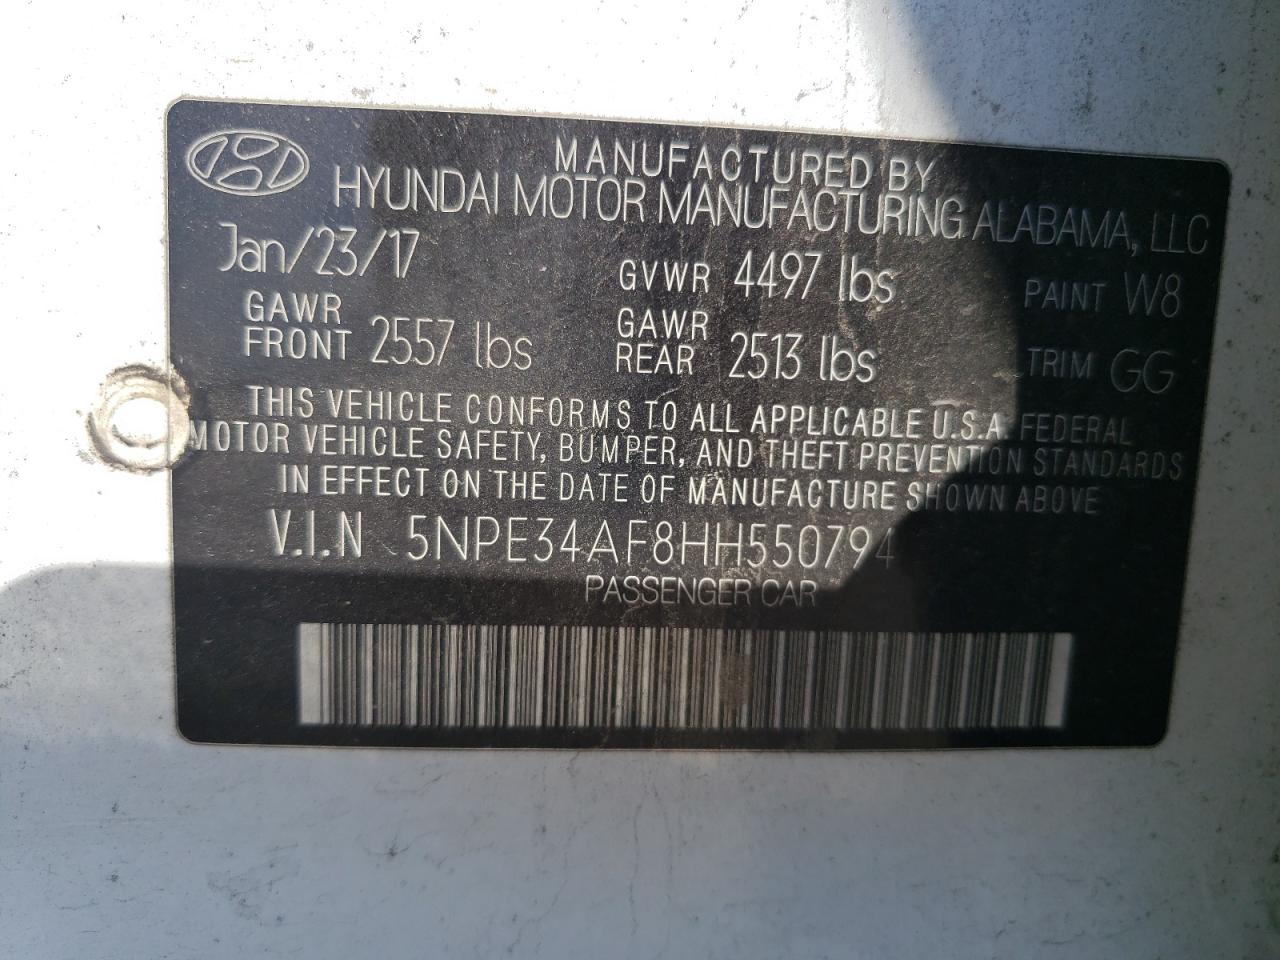 MANUFACTURED BY
HYUNDAI MOTOR MANUFACTURING ALABAMA, LLC
Jan/23/17 GVWR 4497 lbs PAINT W8
GAWR FRONT 2557 lbs GAWR REAR 2513 lbs TRIM GG
THIS VEHICLE CONFORMS TO ALL APPLICABLE U.S.A FEDERAL
MOTOR VEHICLE SAFETY, BUMPER, AND THEFT PREVENTION STANDARDS
IN EFFECT ON THE DATE OF MANUFACTURE SHOWN ABOVE
V.I.N 5NPE34AF8HH550794
PASSENGER CAR